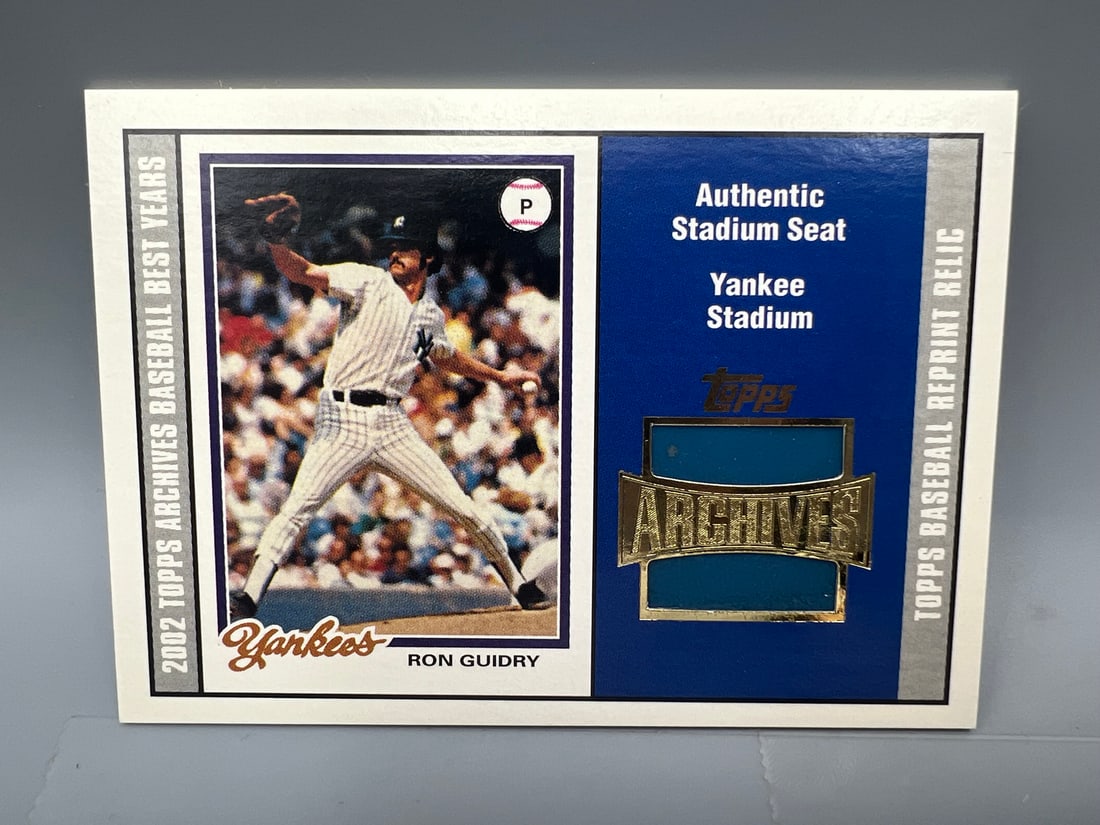 2002 TOPPS ARCHIVES BASEBALL BEST YEARS
P
NY
Yankees
RON GUIDRY
Authentic
Stadium Seat
Yankee
Stadium
TOPPS
ARCHIVES
TOPPS BASEBALL REPRINT RELIC